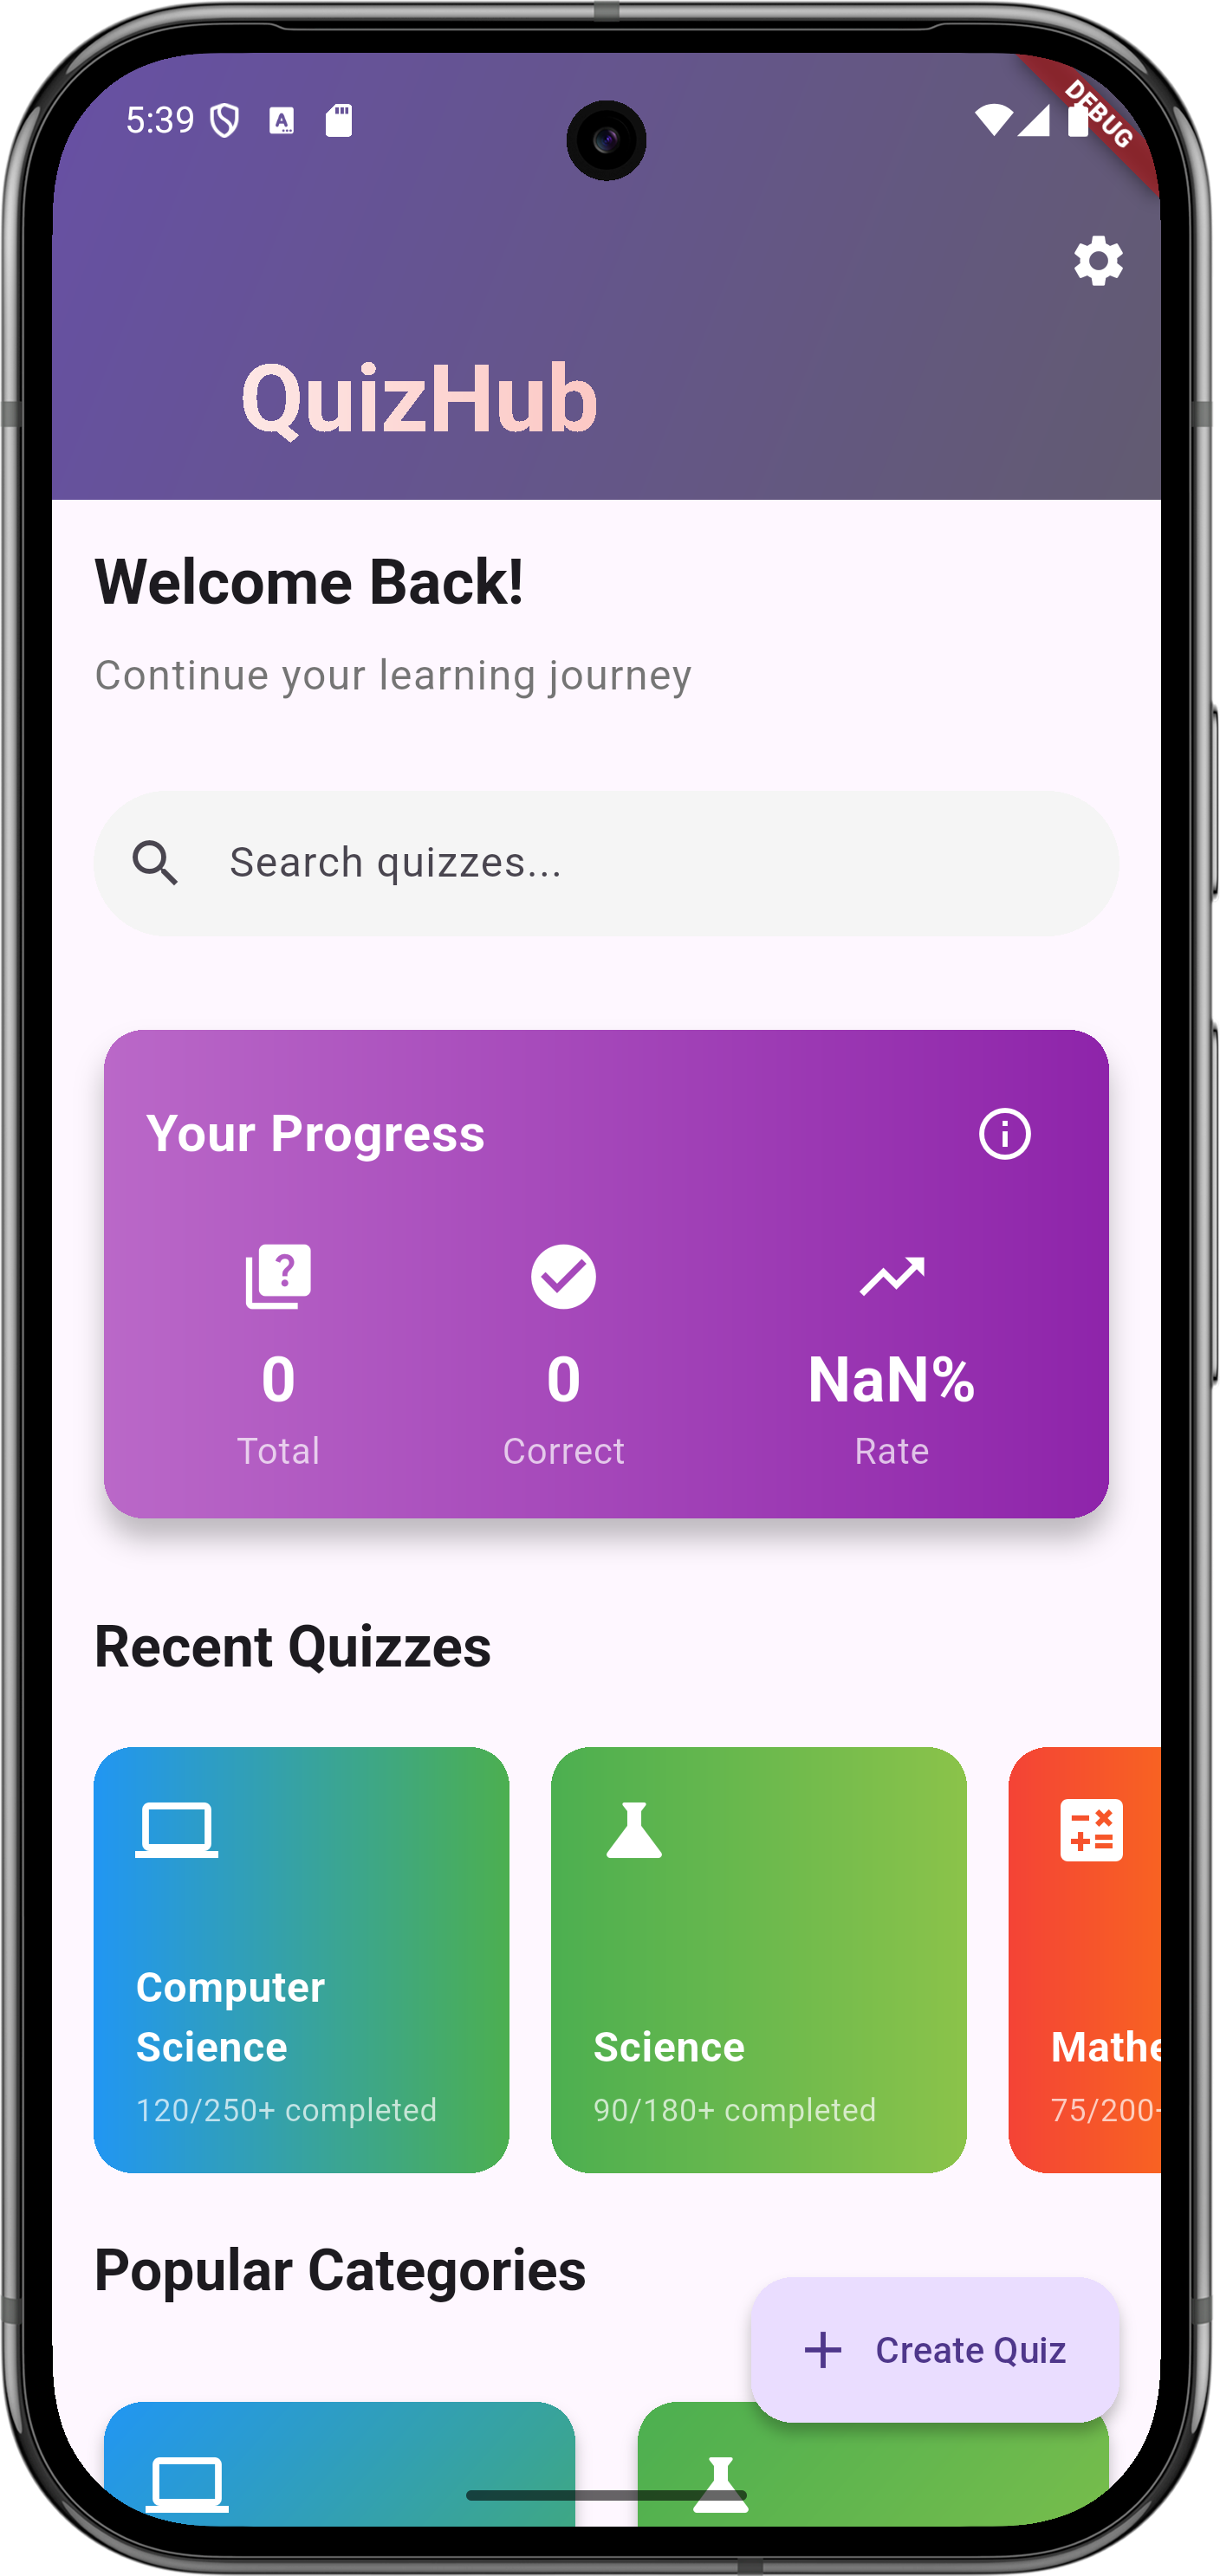 5:39
DEBUG
QuizHub
Welcome Back!
Continue your learning journey
Search quizzes...
Your Progress
0
Total
0
Correct
NaN%
Rate
Recent Quizzes
Computer
Science
120/250+ completed
Science
90/180+ completed
Mathe
75/200+
Popular Categories
Create Quiz